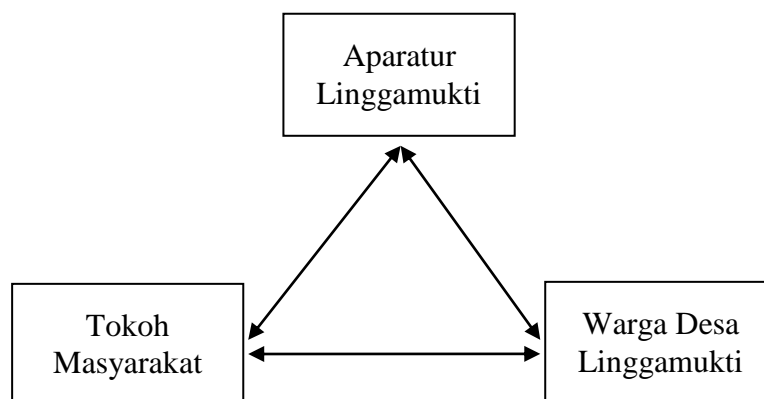 Aparatur
Linggamukti
Tokoh
Masyarakat
Warga Desa
Linggamukti